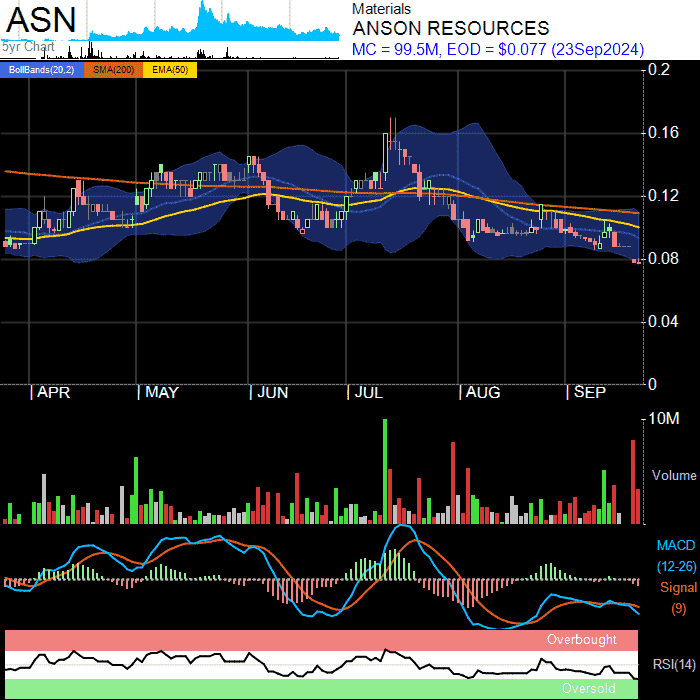 ASN
5yr Chart
Materials
ANSON RESOURCES
MC = 99.5M, EOD = $0.077 (23Sep2024)
BollBands(20,2) SMA(200) EMA(50)
0.2
0.16
0.12
0.08
0.04
0
APR MAY JUN JUL AUG SEP
10M
Volume
MACD
(12-26)
Signal
(9)
Overbought
RSI(14)
Oversold